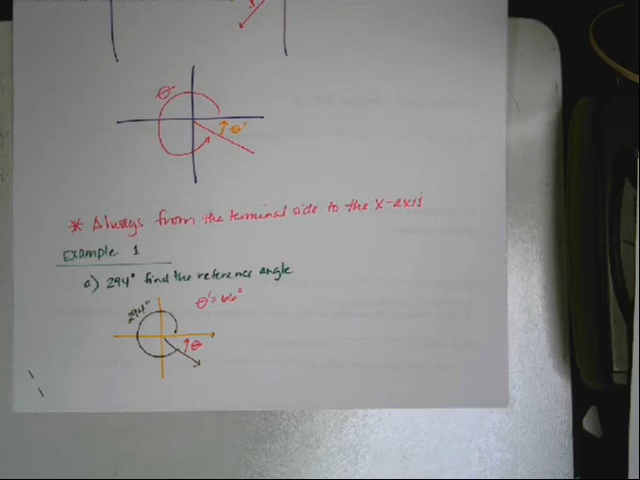 θ
θ'
* Always from the terminal side to the x-axis
Example 1
a) 294° find the reference angle
θ' = 66°
294°
θ